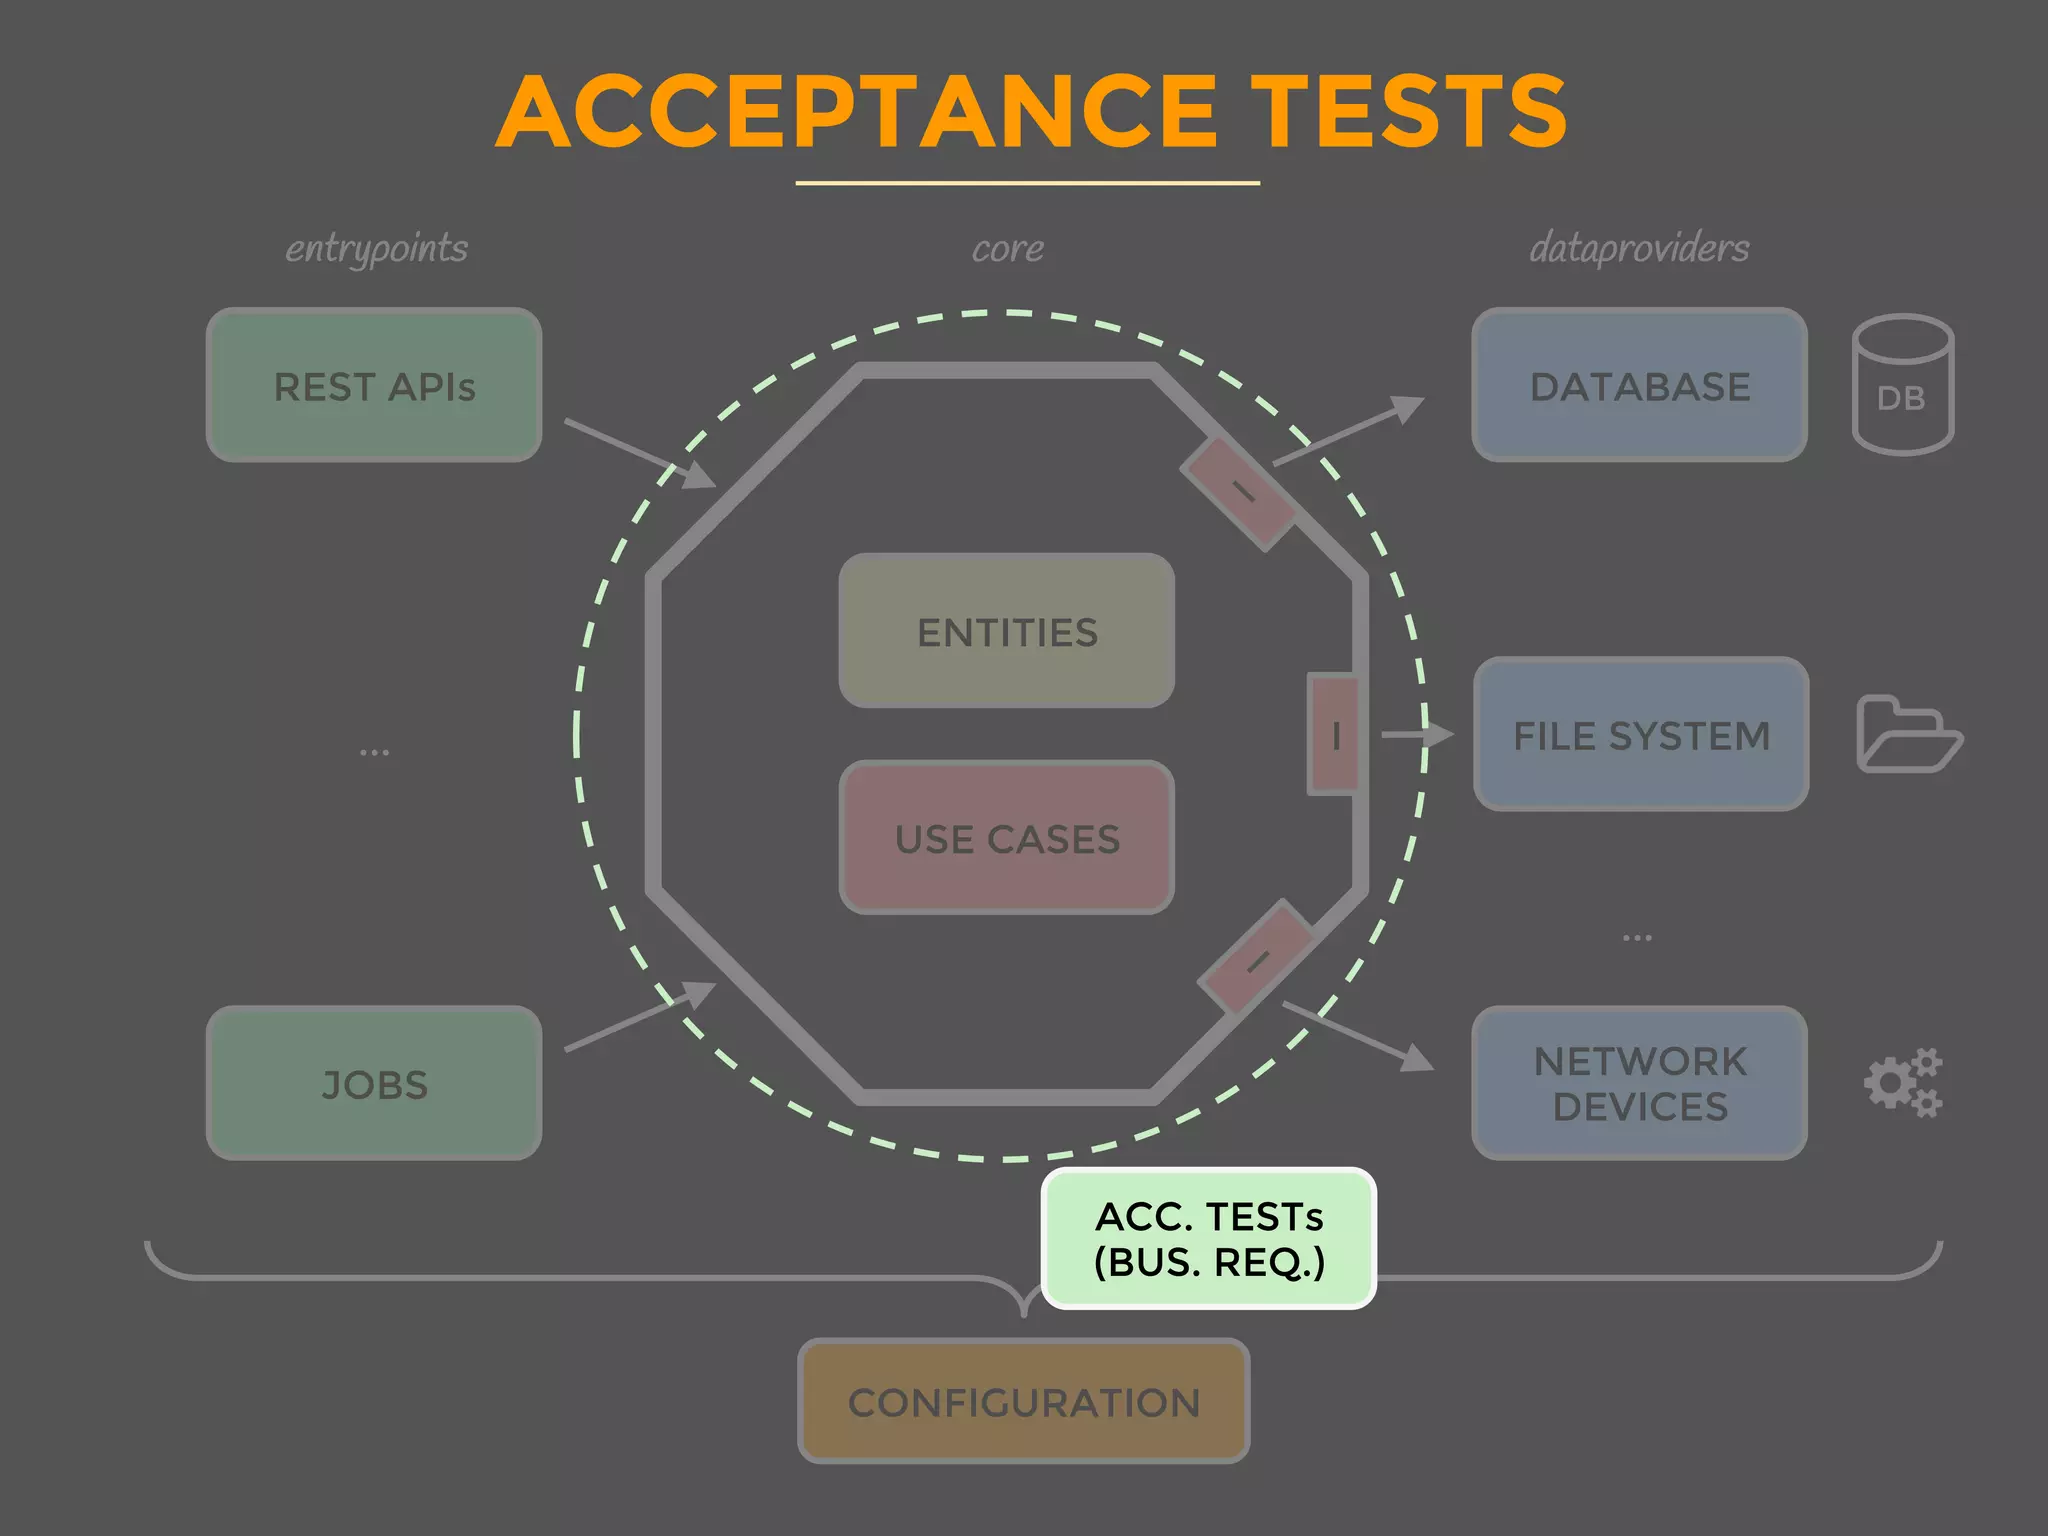 ACCEPTANCE TESTS
entrypoints
core
dataproviders
REST APIs
DATABASE
DB
I
ENTITIES
...
I
FILE SYSTEM
USE CASES
...
I
JOBS
NETWORK
DEVICES
ACC. TESTs
(BUS. REQ.)
CONFIGURATION